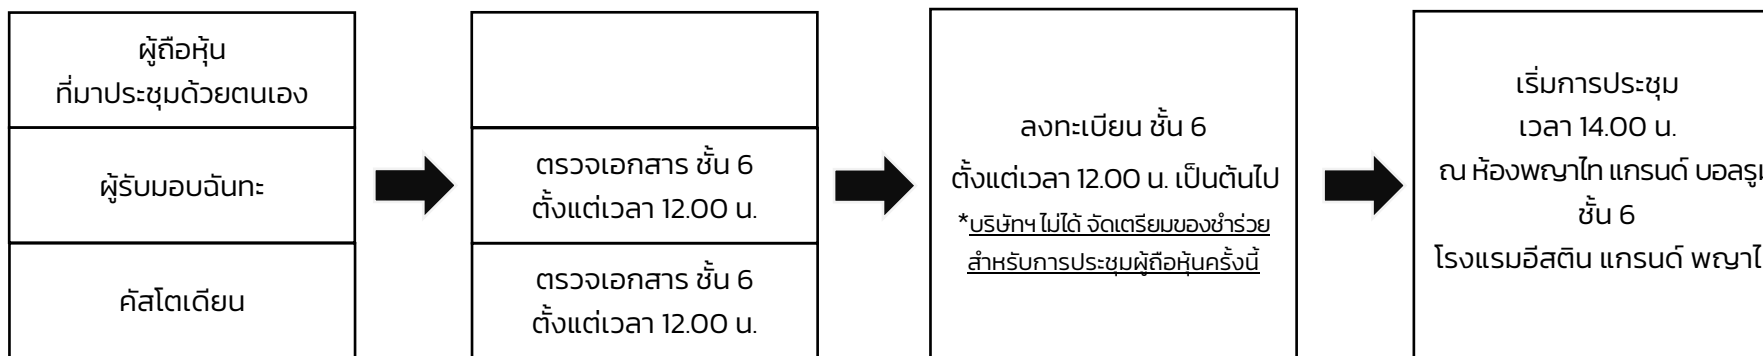 ผู้ถือหุ้น
ที่มาประชุมด้วยตนเอง
ผู้รับมอบฉันทะ
คัสโตเดียน
ตรวจเอกสาร ชั้น 6
ตั้งแต่เวลา 12.00 น.
ตรวจเอกสาร ชั้น 6
ตั้งแต่เวลา 12.00 น.
ลงทะเบียน ชั้น 6
ตั้งแต่เวลา 12.00 น. เป็นต้นไป
*บริษัทฯ ไม่ได้ จัดเตรียมของชำร่วย
สำหรับการประชุมผู้ถือหุ้นครั้งนี้
เริ่มการประชุม
เวลา 14.00 น.
ณ ห้องพญาไท แกรนด์ บอลรูม
ชั้น 6
โรงแรมอีสติน แกรนด์